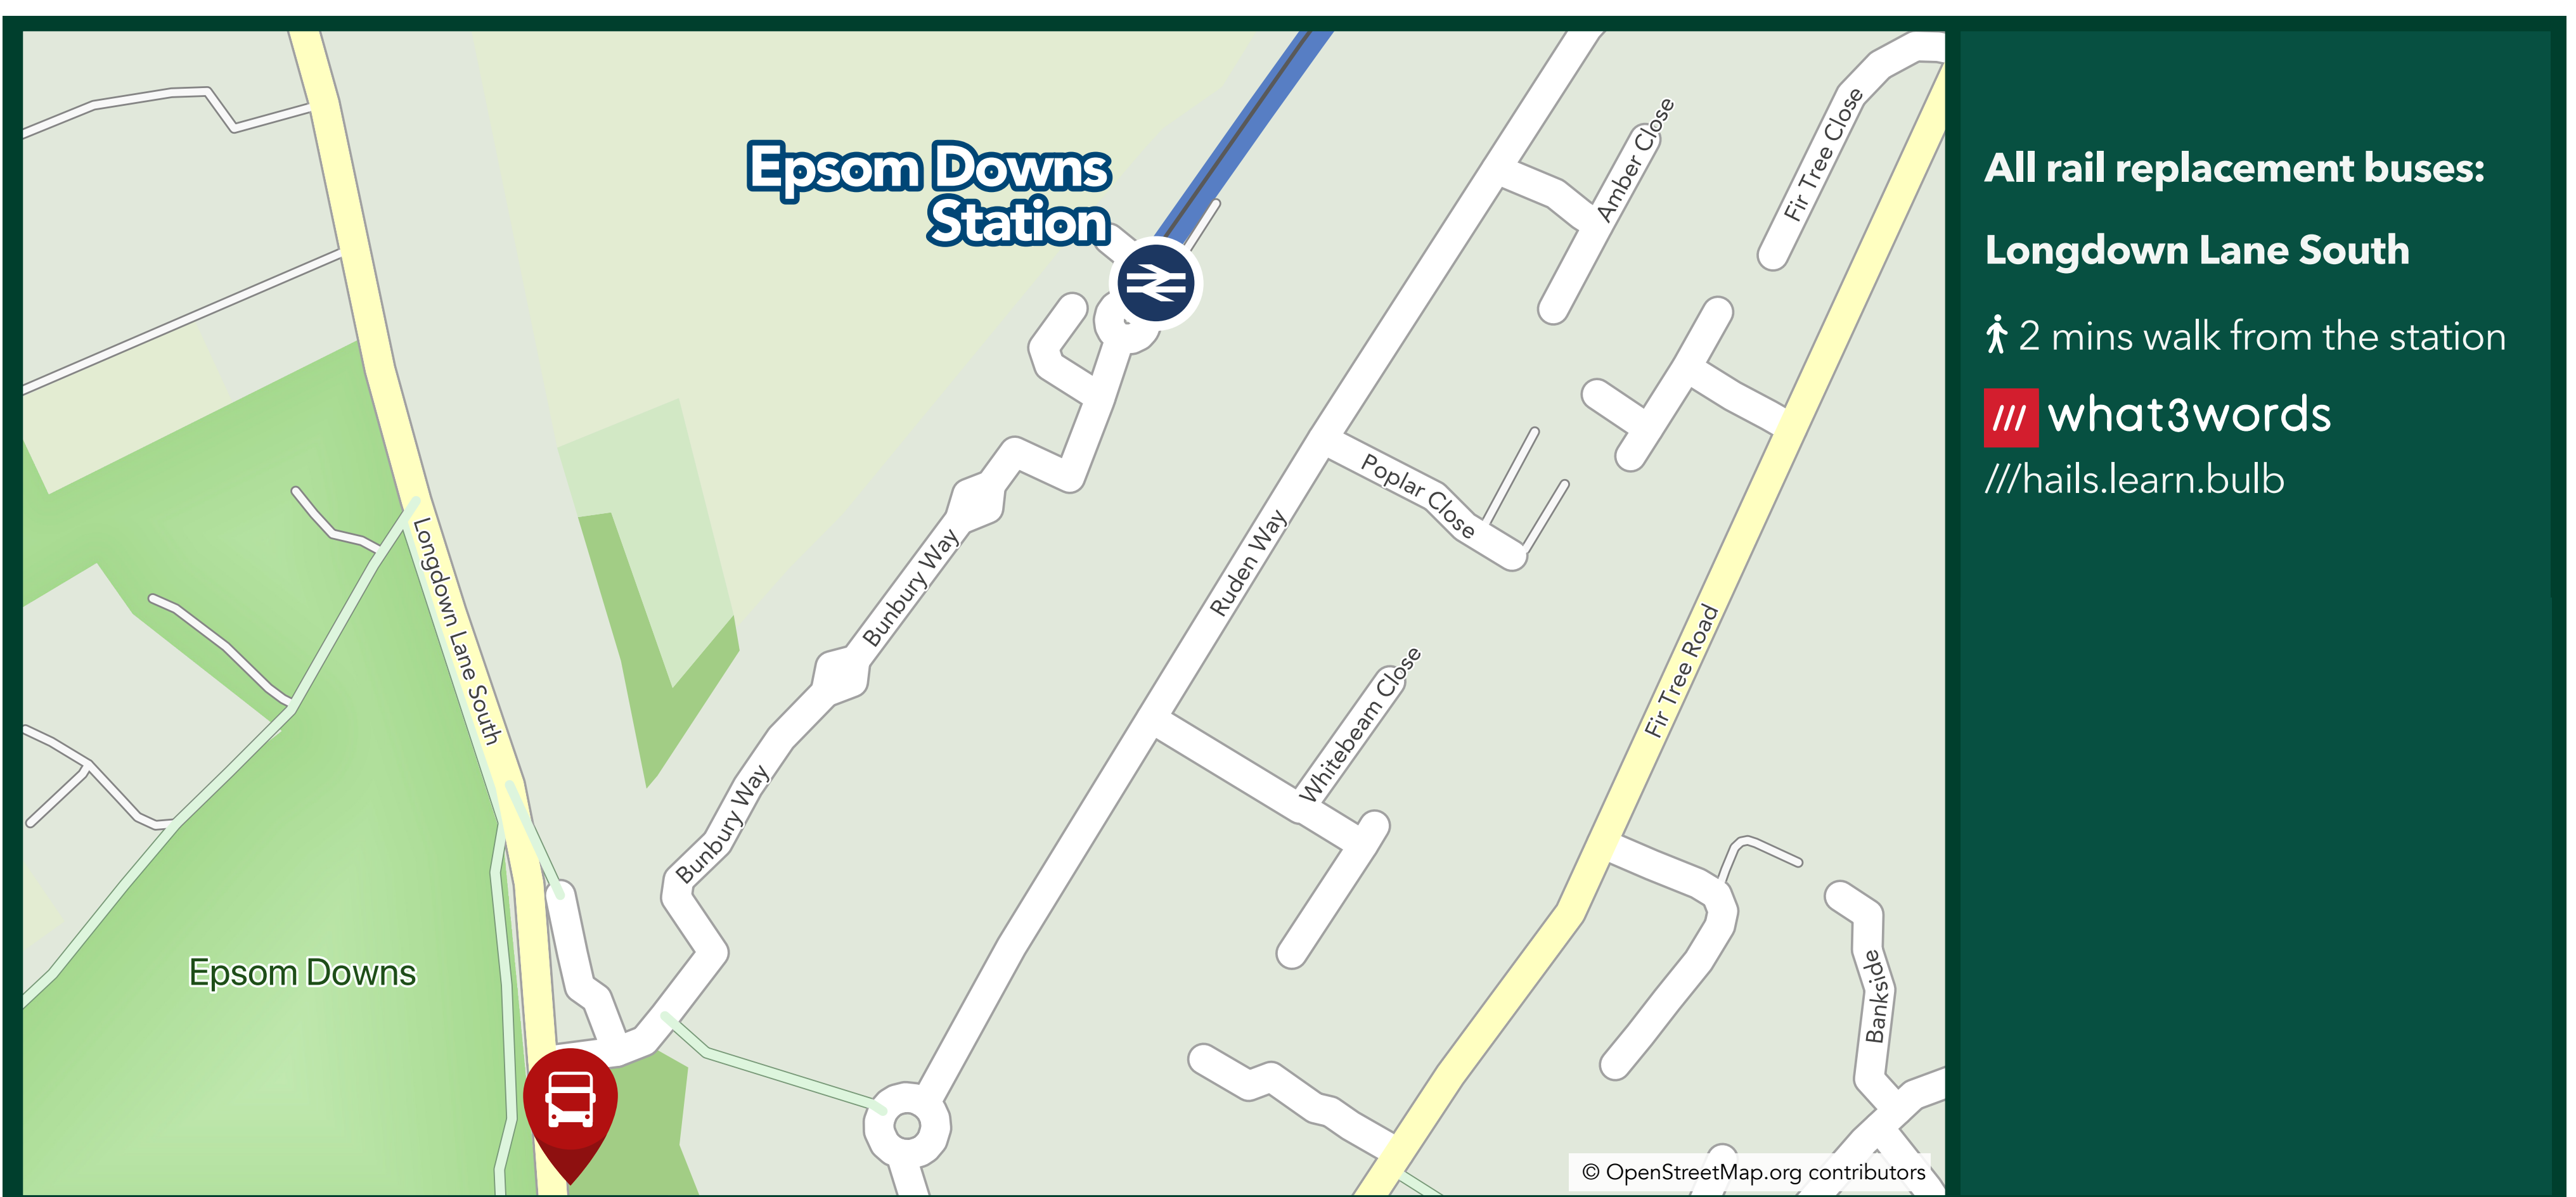 Epsom Downs
Station
Amber Close
Fir Tree Close
Poplar Close
Ruden Way
Bunbury Way
Longdown Lane South
Fir Tree Road
Whitebeam Close
Bunbury Way
Epsom Downs
Bankside
© OpenStreetMap.org contributors
All rail replacement buses:
Longdown Lane South
2 mins walk from the station
/// what3words
///hails.learn.bulb